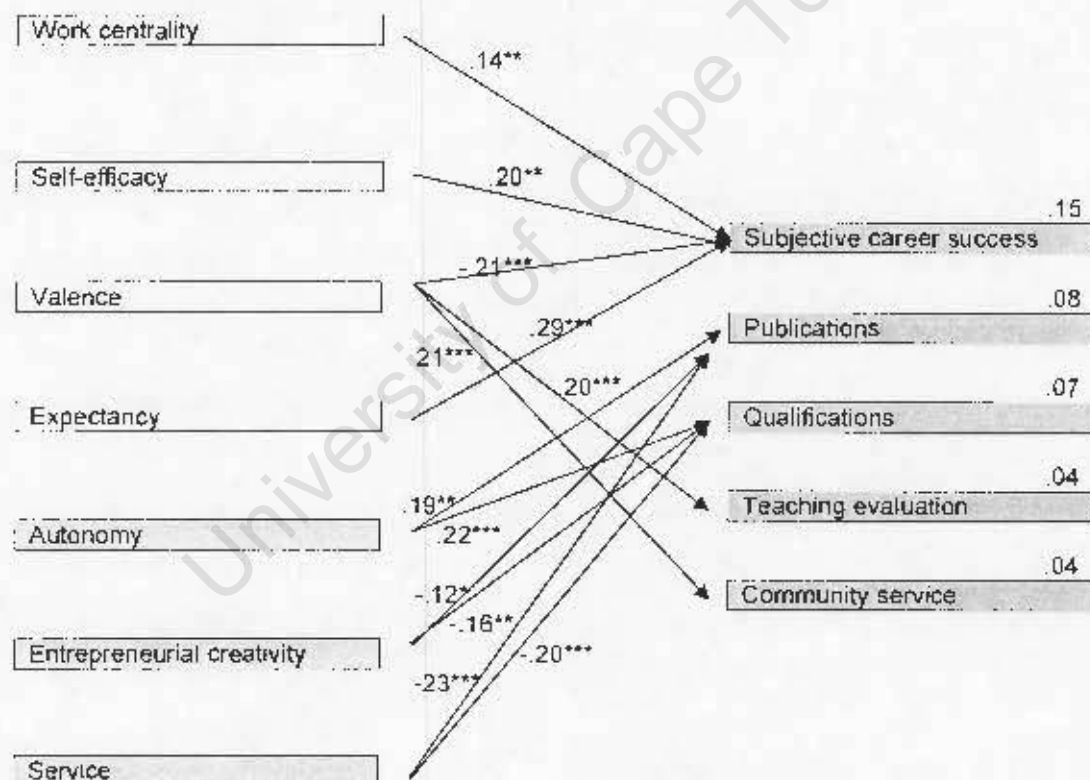 Work centrality
.14**
Self-efficacy
.20**
.15
Subjective career success
-.21***
Valence
.08
Publications
.29***
.21***
.20***
.07
Expectancy
Qualifications
.04
.19**
Teaching evaluation
.22***
Autonomy
.04
-.12*
Community service
-.16**
Entrepreneurial creativity
-.20***
-23***
Service
University of Cape To